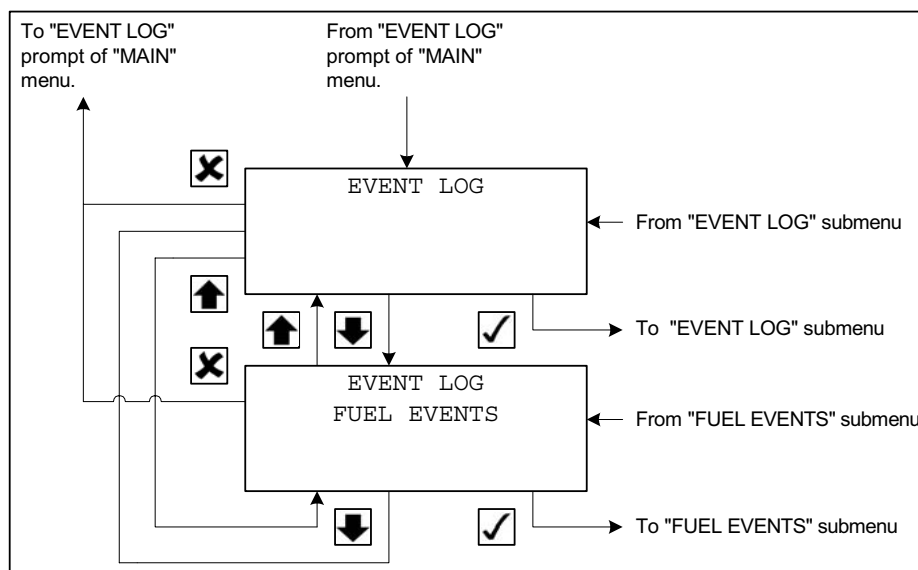 To "EVENT LOG"
prompt of "MAIN"
menu.
From "EVENT LOG"
prompt of "MAIN"
menu.
EVENT LOG
From "EVENT LOG" submenu
To "EVENT LOG" submenu
EVENT LOG
FUEL EVENTS
From "FUEL EVENTS" submenu
To "FUEL EVENTS" submenu